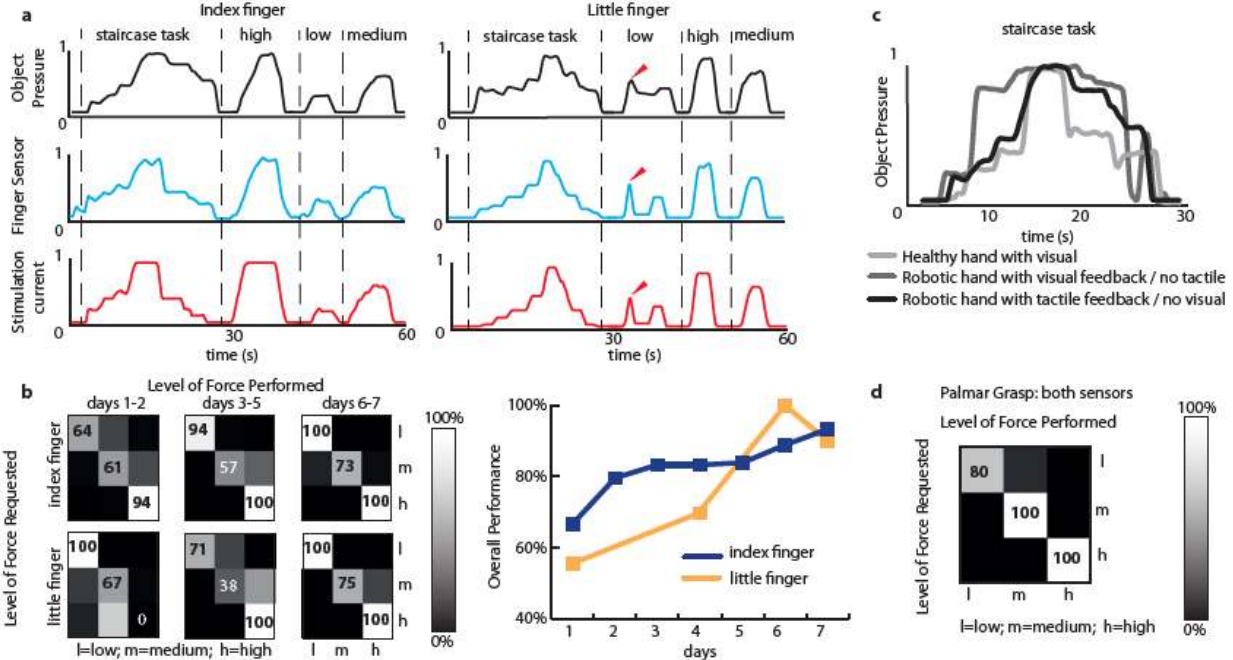 a
Index finger
Little finger
staircase task
high
low
medium
staircase task
low
high
medium
Object Pressure
1
0
1
0
Finger Sensor
1
0
1
0
Stimulation current
1
0
1
0
30
60
time (s)
30
60
time (s)
c
staircase task
Object Pressure
1
0
10
20
30
time (s)
Healthy hand with visual
Robotic hand with visual feedback / no tactile
Robotic hand with tactile feedback / no visual
b
Level of Force Performed
days 1-2
days 3-5
days 6-7
Level of Force Requested
index finger
64
61
94
94
57
100
100
73
100
l
m
h
little finger
100
67
0
71
38
100
100
75
100
l
m
h
l=low; m=medium; h=high
l m h
100%
0%
Overall Performance
100%
80%
60%
40%
index finger
little finger
1 2 3 4 5 6 7
days
d
Palmar Grasp: both sensors
Level of Force Performed
Level of Force Requested
80
100
100
l
m
h
l m h
l=low; m=medium; h=high
100%
0%